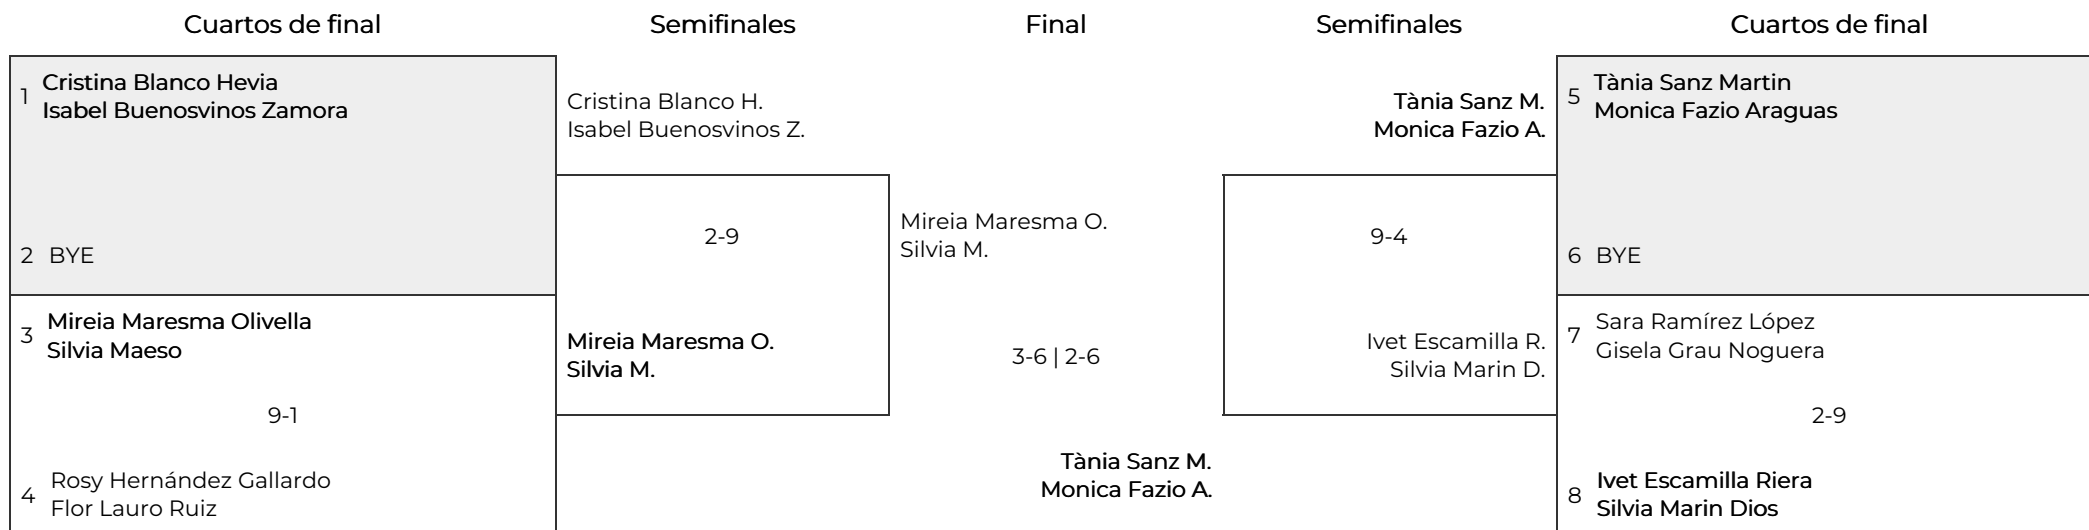 Cuartos de final
Semifinales
Final
Semifinales
Cuartos de final
1
Cristina Blanco Hevia
Isabel Buenosvinos Zamora
2 BYE
3
Mireia Maresma Olivella
Silvia Maeso
9-1
4
Rosy Hernández Gallardo
Flor Lauro Ruiz
Cristina Blanco H.
Isabel Buenosvinos Z.
2-9
Mireia Maresma O.
Silvia M.
Mireia Maresma O.
Silvia M.
3-6 | 2-6
Tània Sanz M.
Monica Fazio A.
Tània Sanz M.
Monica Fazio A.
9-4
Ivet Escamilla R.
Silvia Marin D.
5
Tània Sanz Martin
Monica Fazio Araguas
6 BYE
7
Sara Ramírez López
Gisela Grau Noguera
2-9
8
Ivet Escamilla Riera
Silvia Marin Dios